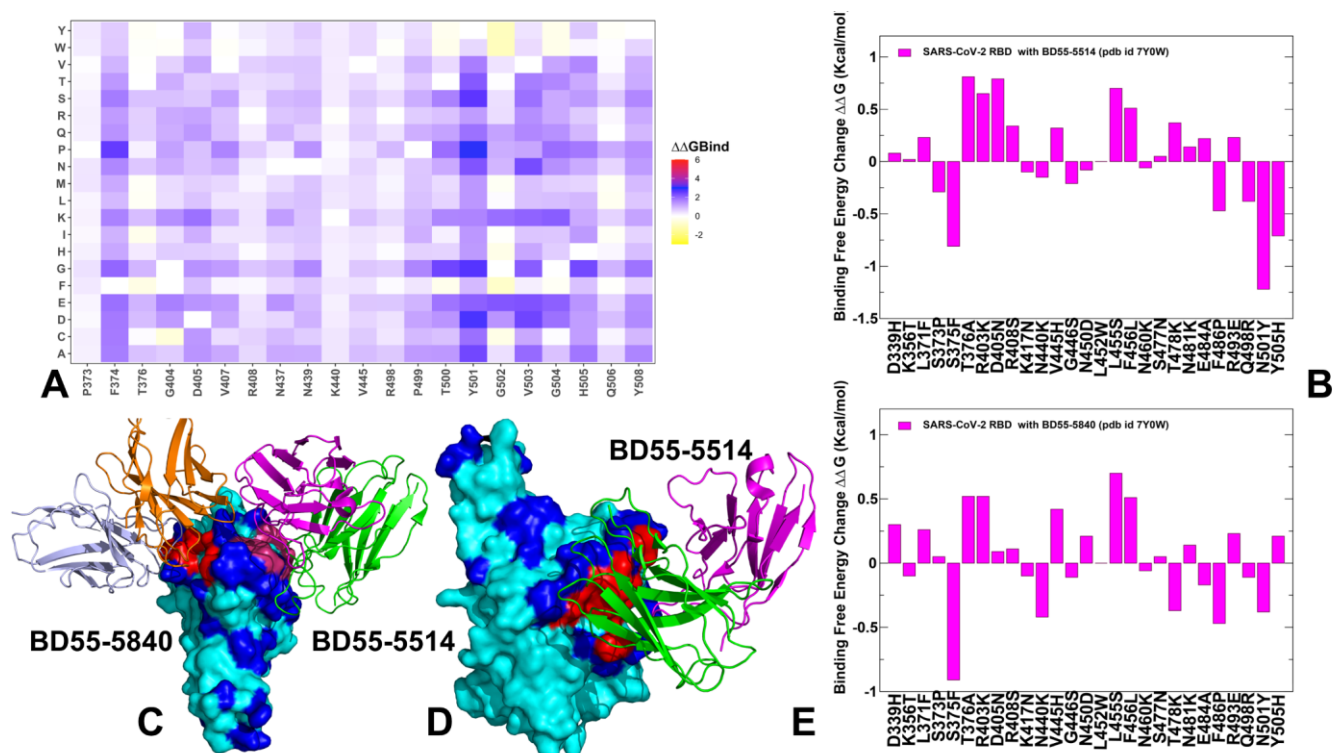 Y
W
V
T
S
R
Q
P
N
M
L
K
I
H
G
F
E
D
C
A
P373 F374 T376 G404 D405 V407 R408 N437 N439 K440 V445 R498 P499 T500 Y501 G502 V503 G504 H505 Q506 Y508
ΔΔGBind
6
4
2
0
-2
A
Binding Free Energy Change ΔΔ G (Kcal/mol)
SARS-CoV-2 RBD with BD55-5514 (pdb id 7Y0W)
1
0.5
0
-0.5
-1
-1.5
D339H K356T L371F S373P S375F T376A R403K D405N R408S K417N N440K V445H G446S N450D L452W L455S F456L N460K S477N T478K N481K E484A F486P R493E Q498R N501Y Y505H
B
BD55-5840
BD55-5514
C
BD55-5514
D
Binding Free Energy Change ΔΔ G (Kcal/mol)
SARS-CoV-2 RBD with BD55-5840 (pdb id 7Y0W)
1
0.5
0
-0.5
-1
D339H K356T L371F S373P S375F T376A R403K D405N R408S K417N N440K V445H G446S N450D L452W L455S F456L N460K S477N T478K N481K E484A F486P R493E Q498R N501Y Y505H
E